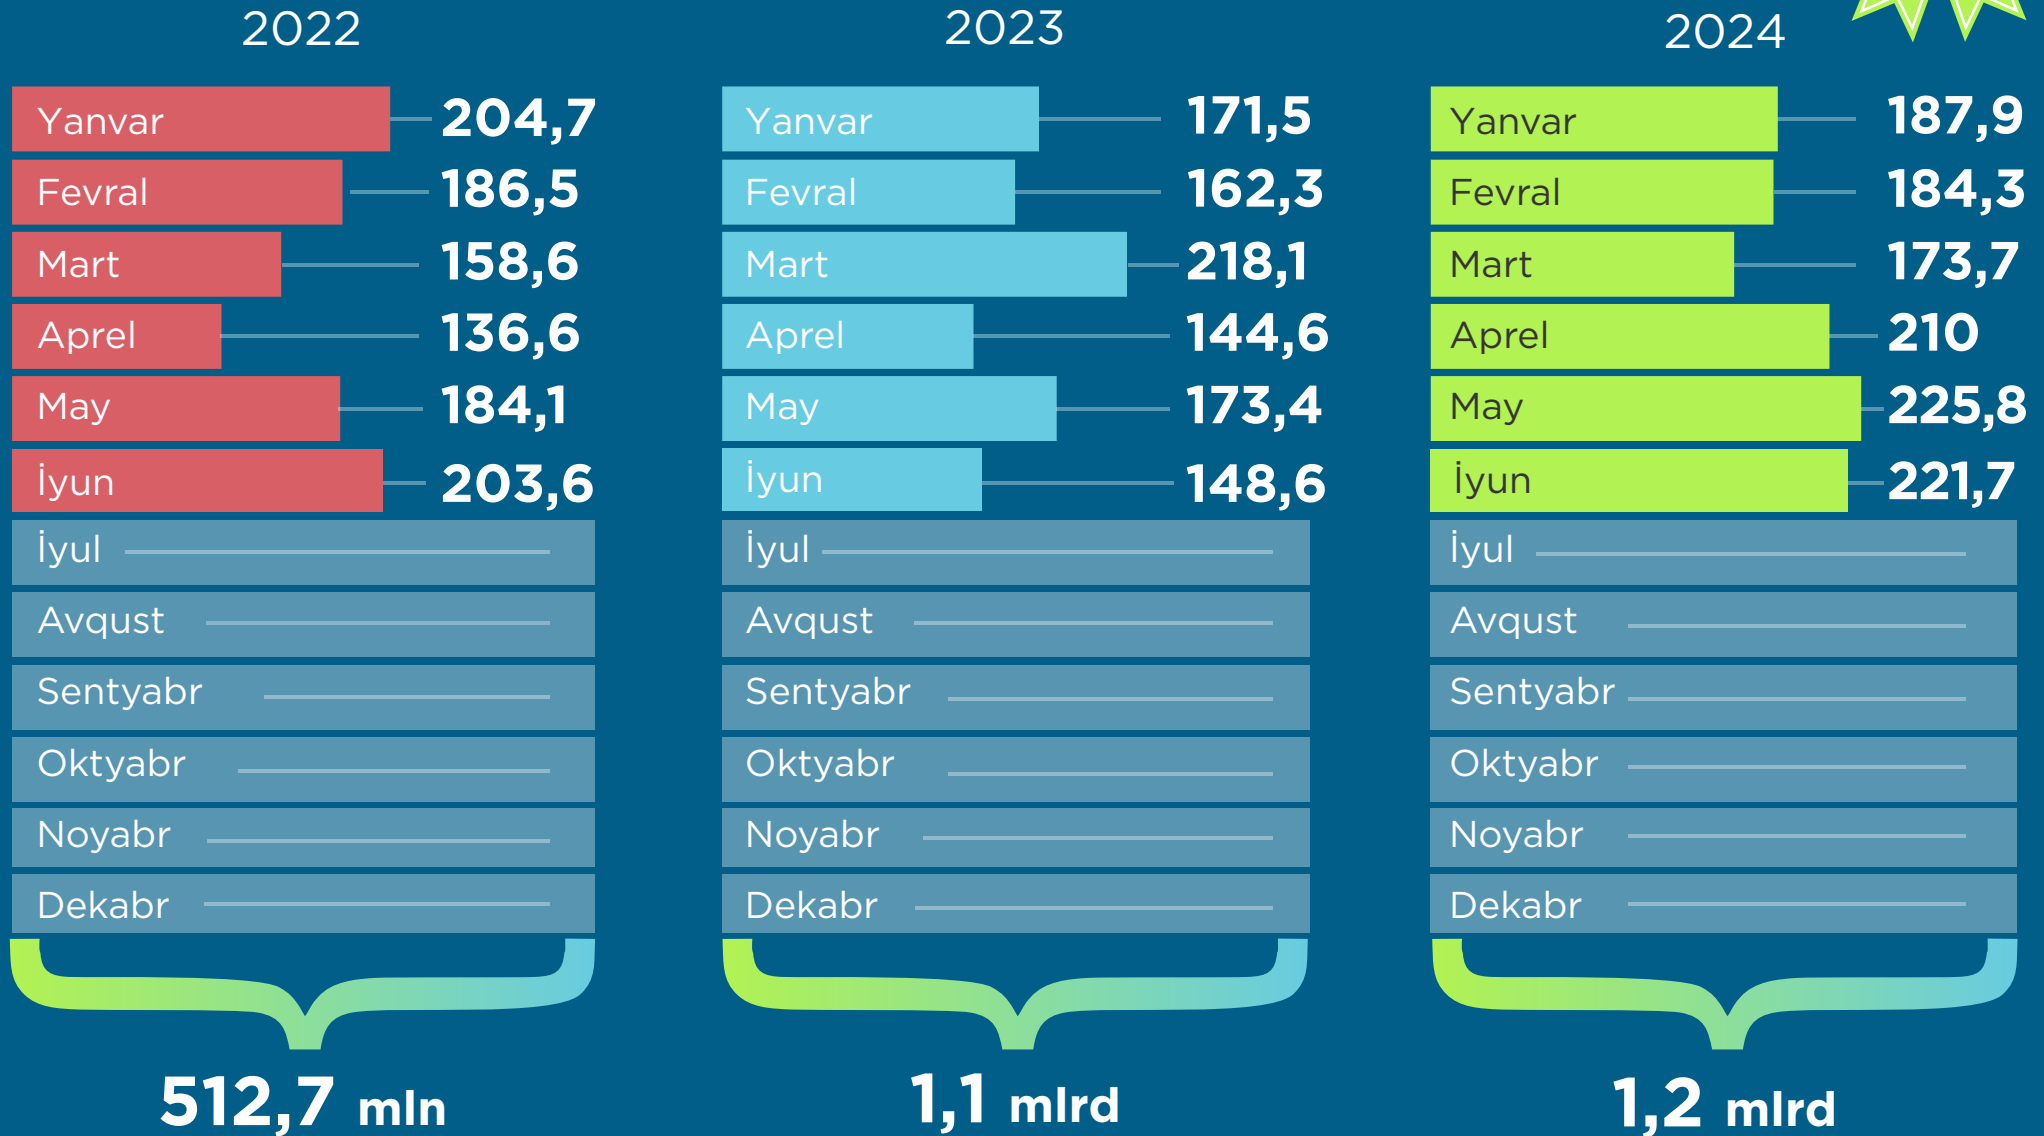 2022
Yanvar 204,7
Fevral 186,5
Mart 158,6
Aprel 136,6
May 184,1
İyun 203,6
İyul
Avqust
Sentyabr
Oktyabr
Noyabr
Dekabr
512,7 mln
2023
Yanvar 171,5
Fevral 162,3
Mart 218,1
Aprel 144,6
May 173,4
İyun 148,6
İyul
Avqust
Sentyabr
Oktyabr
Noyabr
Dekabr
1,1 mlrd
2024
Yanvar 187,9
Fevral 184,3
Mart 173,7
Aprel 210
May 225,8
İyun 221,7
İyul
Avqust
Sentyabr
Oktyabr
Noyabr
Dekabr
1,2 mlrd